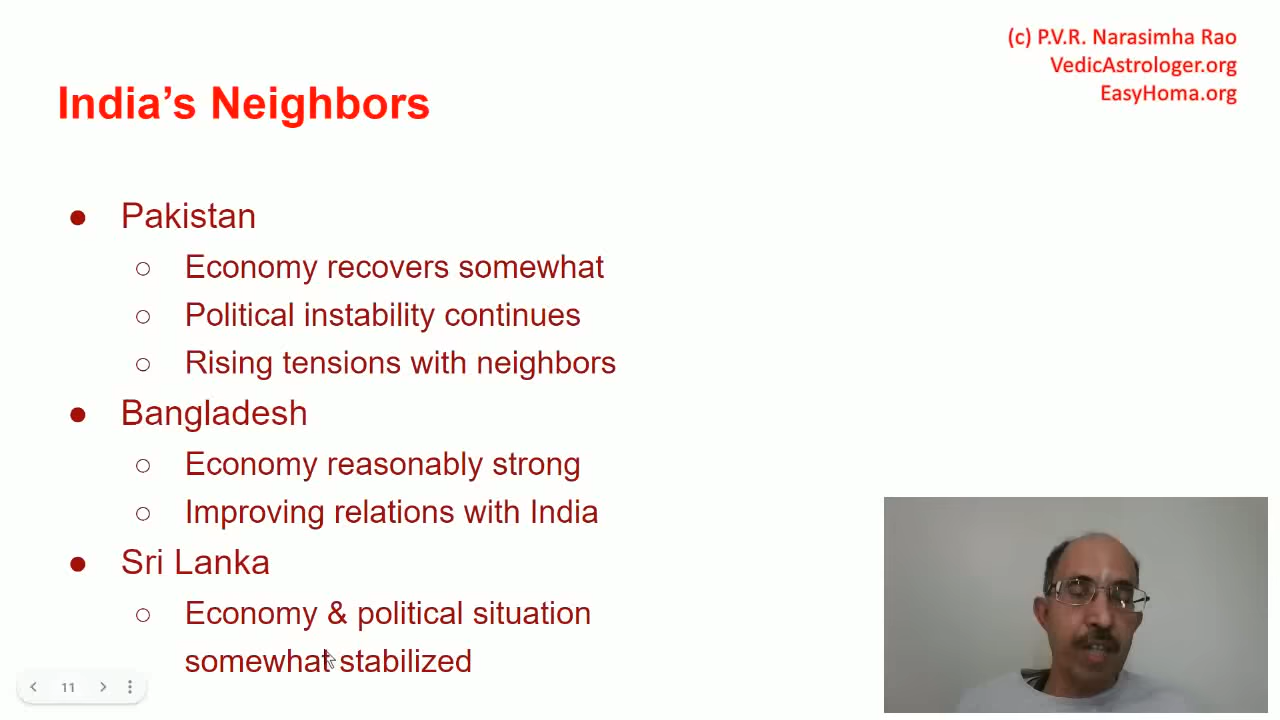 (c) P.V.R. Narasimha Rao
VedicAstrologer.org
EasyHoma.org
India’s Neighbors
● Pakistan
○ Economy recovers somewhat
○ Political instability continues
○ Rising tensions with neighbors
● Bangladesh
○ Economy reasonably strong
○ Improving relations with India
● Sri Lanka
○ Economy & political situation
somewhat stabilized
11